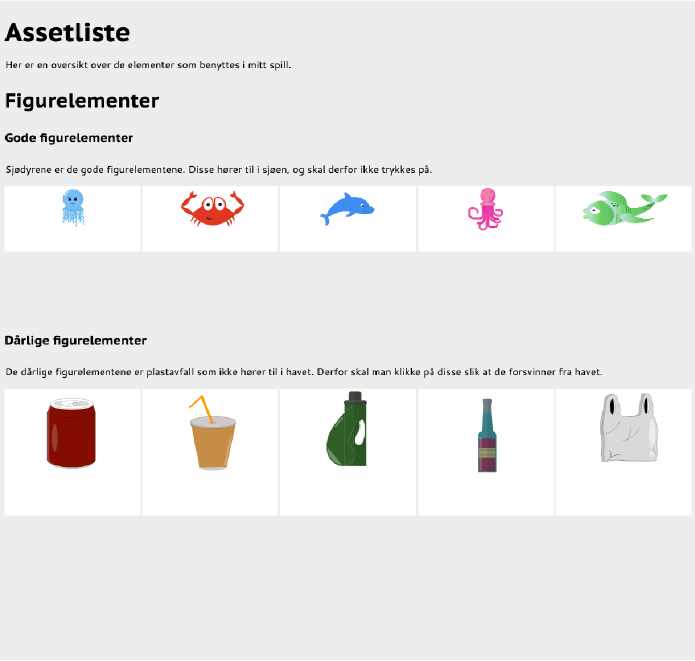 Assetliste
Her er en oversikt over de elementer som benyttes i mitt spill.
Figurelementer
Gode figurelementer
Sjødyrene er de gode figurelementene. Disse hører til i sjøen, og skal derfor ikke trykkes på.
Dårlige figurelementer
De dårlige figurelementene er plastavfall som ikke hører til i havet. Derfor skal man klikke på disse slik at de forsvinner fra havet.